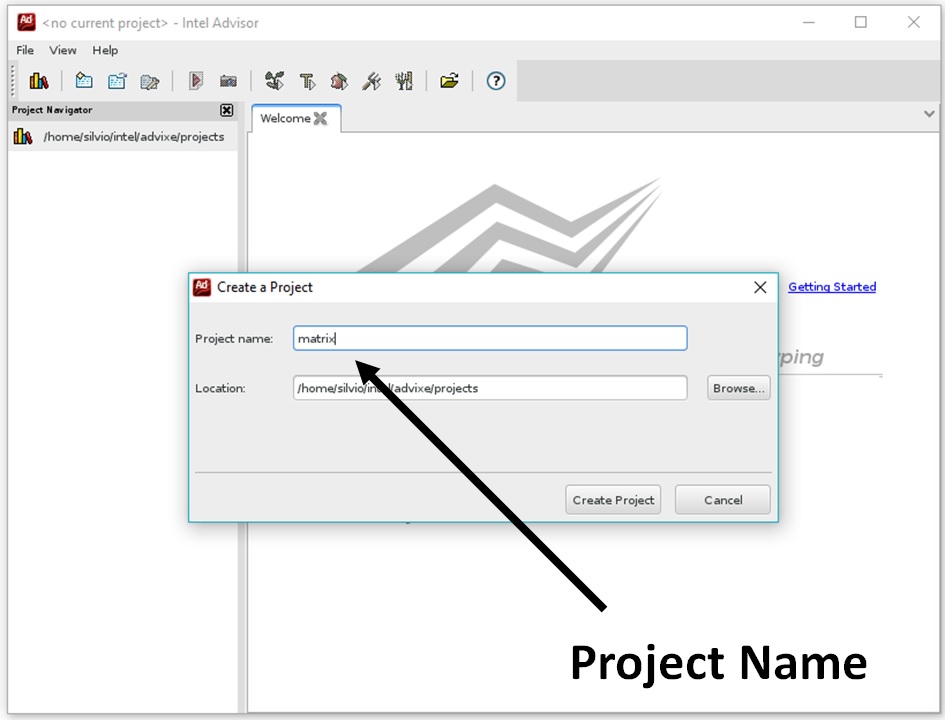 Ad <no current project> - Intel Advisor
File View Help
Project Navigator
/home/silvio/intel/advixe/projects
Welcome
Getting Started
Ad Create a Project
Project name: matrix
Location: /home/silvio/intel/advixe/projects Browse...
Create Project Cancel
Project Name